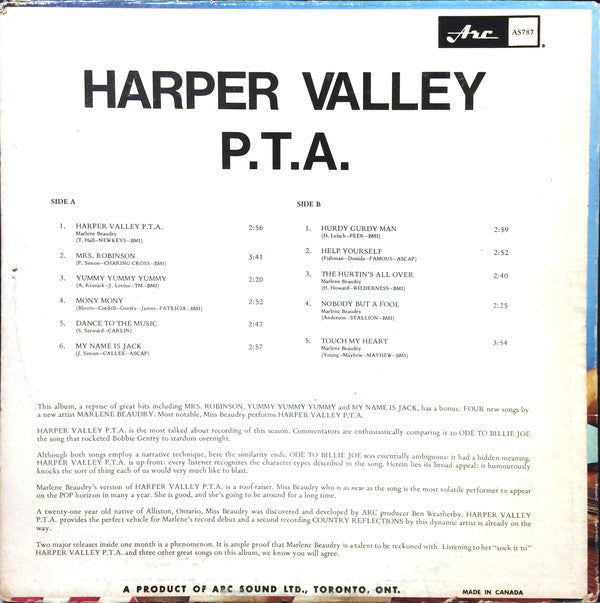 Arc AS787
HARPER VALLEY
P.T.A.
SIDE A
1. HARPER VALLEY P.T.A. 2:56
Marlene Beaudry
(T. Hall–NEWKEYS–BMI)
2. MRS. ROBINSON 3:41
(P. Simon–CHARING CROSS–BMI)
3. YUMMY YUMMY YUMMY 2:20
(A. Resnick–J. Levine–TM–BMI)
4. MONY MONY 2:52
(Bloom–Cordell–Gentry–James–PATRICIA–BMI)
5. DANCE TO THE MUSIC 2:47
(S. Steward–CARLIN)
6. MY NAME IS JACK 2:57
(J. Simon–CALLEE–ASCAP)
SIDE B
1. HURDY GURDY MAN 2:59
(D. Leitch–PEER–BMI)
2. HELP YOURSELF 2:52
(Fishman–Donida–FAMOUS–ASCAP)
3. THE HURTIN'S ALL OVER 2:40
Marlene Beaudry
(H. Howard–WILDERNESS–BMI)
4. NOBODY BUT A FOOL 2:25
Marlene Beaudry
(Anderson–STALLION–BMI)
5. TOUCH MY HEART 3:54
Marlene Beaudry
(Young–Mayhew–MAYHEW–BMI)
This album, a reprise of great hits including MRS. ROBINSON, YUMMY YUMMY YUMMY and MY NAME IS JACK, has a bonus: FOUR new songs by
a new artist MARLENE BEAUDRY. Most notable, Miss Beaudry performs HARPER VALLEY P.T.A.
HARPER VALLEY P.T.A. is the most talked about recording of this season. Commentators are enthusiastically comparing it to ODE TO BILLIE JOE
the song that rocketed Bobbie Gentry to stardom overnight.
Although both songs employ a narrative technique, here the similarity ends. ODE TO BILLIE JOE was essentially ambiguous: it had a hidden meaning.
HARPER VALLEY P.T.A. is up-front: every listener recognizes the character-types described in the song. Herein lies its broad appeal: it humourously
knocks the sort of thing each of us would very much like to blast.
Marlene Beaudry's version of HARPER VALLEY P.T.A. is a roof-raiser. Miss Beaudry who is as new as the song is the most volatile performer to appear
on the POP horizon in many a year. She is good, and she's going to be around for a long time.
A twenty-one year old native of Alliston, Ontario, Miss Beaudry was discovered and developed by ARC producer Ben Weatherby. HARPER VALLEY
P.T.A. provides the perfect vehicle for Marlene's record debut and a second recording COUNTRY REFLECTIONS by this dynamic artist is already on the
way.
Two major releases inside one month is a phenomenon. It is ample proof that Marlene Beaudry is a talent to be reckoned with. Listening to her "sock it to"
HARPER VALLEY P.T.A. and three other great songs on this album, we know you will agree.
A PRODUCT OF ARC SOUND LTD., TORONTO, ONT.
MADE IN CANADA